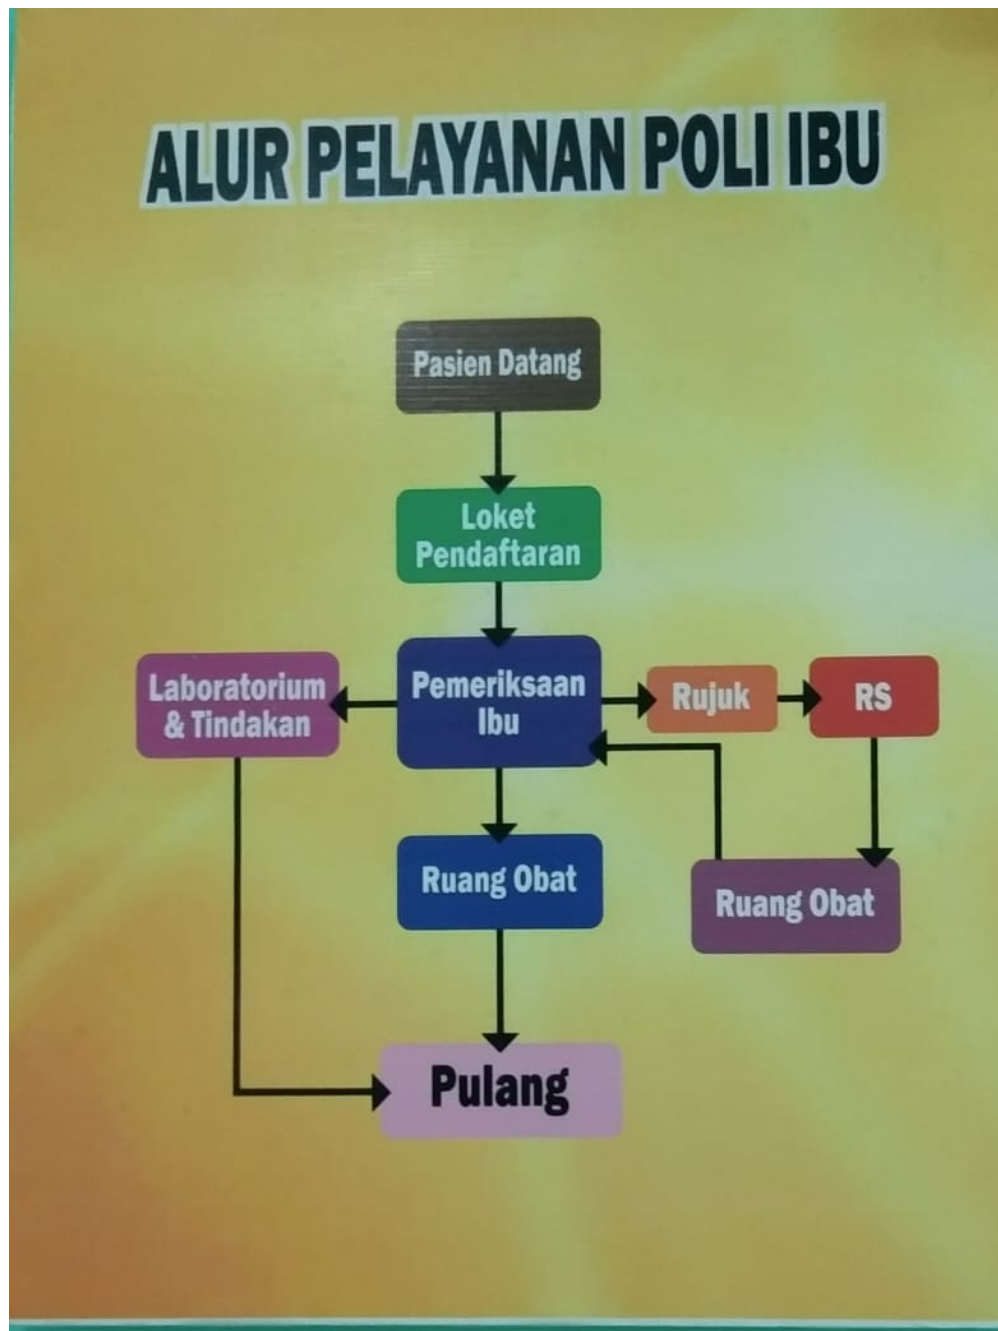 ALUR PELAYANAN POLI IBU
Pasien Datang
Loket
Pendaftaran
Laboratorium
& Tindakan
Pemeriksaan
Ibu
Rujuk
RS
Ruang Obat
Ruang Obat
Pulang